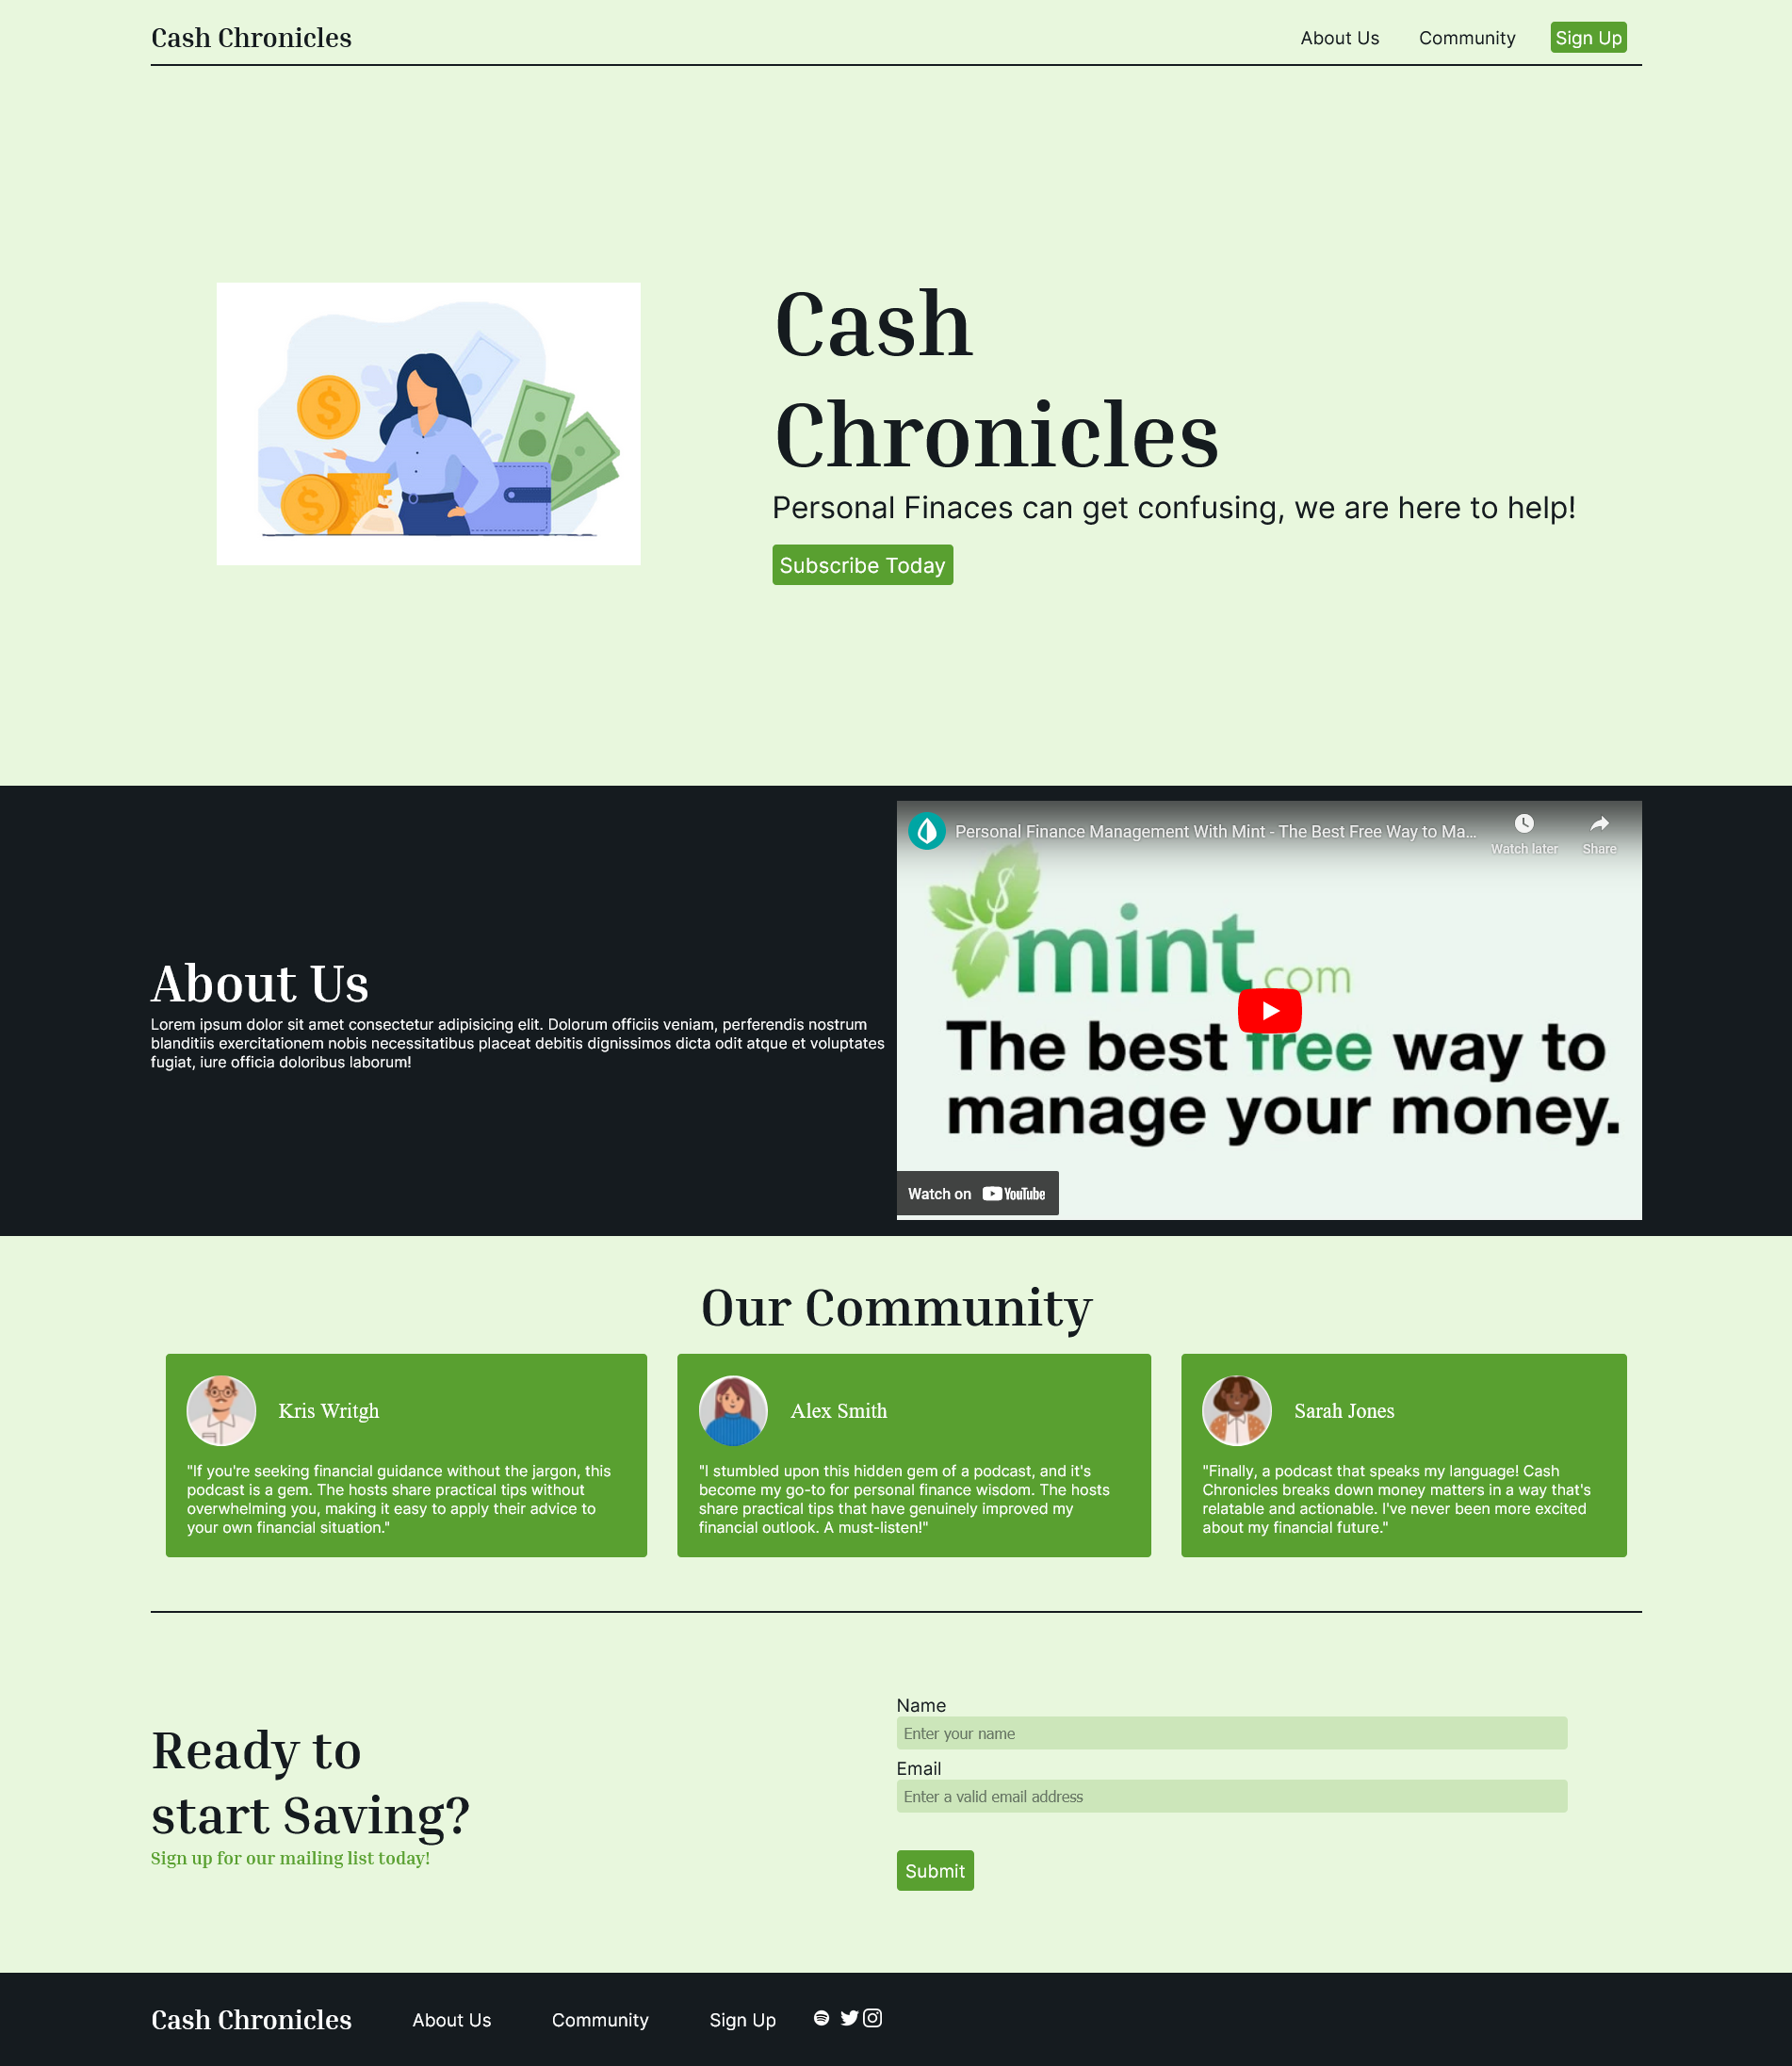 Cash Chronicles
About Us
Community
Sign Up
Cash
Chronicles
Personal Finaces can get confusing, we are here to help!
Subscribe Today
About Us
Lorem ipsum dolor sit amet consectetur adipisicing elit. Dolorum officiis veniam, perferendis nostrum
blanditiis exercitationem nobis necessitatibus placeat debitis dignissimos dicta odit atque et voluptates
fugiat, iure officia doloribus laborum!
Personal Finance Management With Mint - The Best Free Way to Ma...
Watch later
Share
mint.com
The best free way to
manage your money.
Watch on YouTube
Our Community
Kris Writgh
"If you're seeking financial guidance without the jargon, this
podcast is a gem. The hosts share practical tips without
overwhelming you, making it easy to apply their advice to
your own financial situation."
Alex Smith
"I stumbled upon this hidden gem of a podcast, and it's
become my go-to for personal finance wisdom. The hosts
share practical tips that have genuinely improved my
financial outlook. A must-listen!"
Sarah Jones
"Finally, a podcast that speaks my language! Cash
Chronicles breaks down money matters in a way that's
relatable and actionable. I've never been more excited
about my financial future."
Ready to
start Saving?
Sign up for our mailing list today!
Name
Enter your name
Email
Enter a valid email address
Submit
Cash Chronicles
About Us
Community
Sign Up